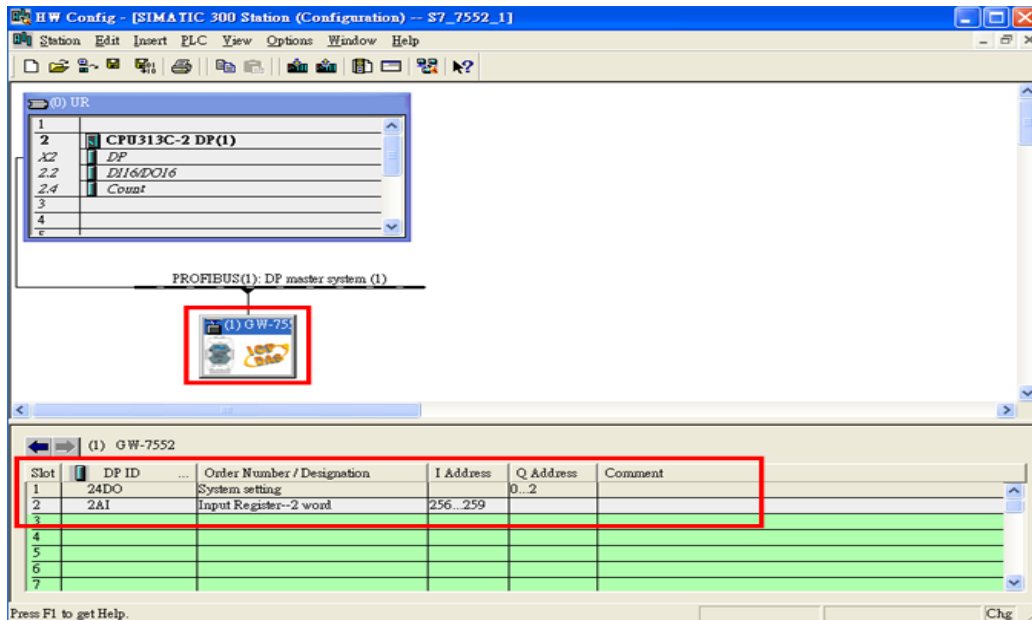 HW Config - [SIMATIC 300 Station (Configuration) -- S7_7552_1]
Station Edit Insert PLC View Options Window Help
(0) UR
1
2 CPU313C-2 DP(1)
X2 DP
2.2 DI16/DO16
2.4 Count
3
4
5
PROFIBUS(1): DP master system (1)
(1) GW-755
ICP
DAS
(1) GW-7552
Slot DP ID ... Order Number / Designation I Address Q Address Comment
1 24DO System setting 0...2
2 2AI Input Register--2 word 256...259
3
4
5
6
7
Press F1 to get Help. Chg